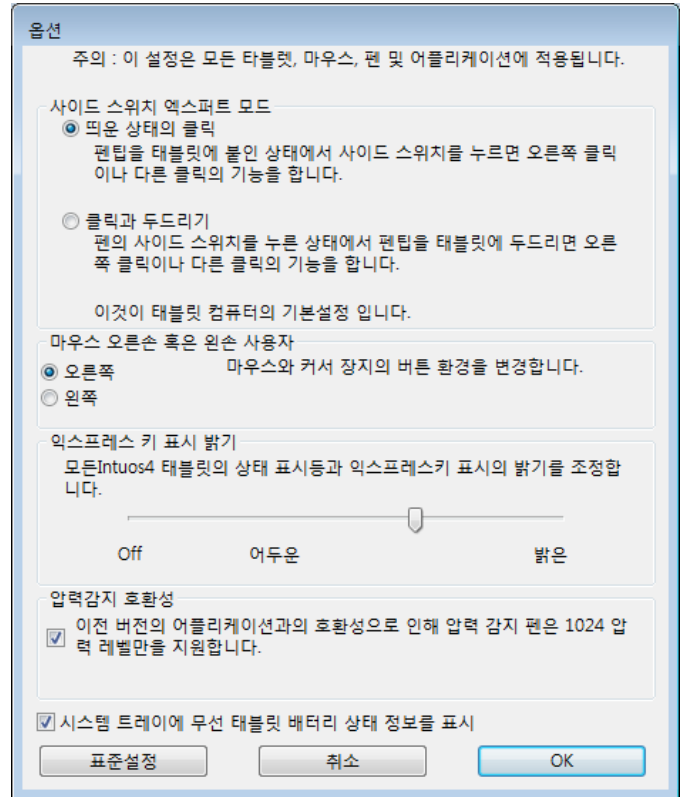 옵션
주의 : 이 설정은 모든 타블렛, 마우스, 펜 및 어플리케이션에 적용됩니다.
사이드 스위치 엑스퍼트 모드
띄운 상태의 클릭
펜팁을 태블릿에 붙인 상태에서 사이드 스위치를 누르면 오른쪽 클릭
이나 다른 클릭의 기능을 합니다.
클릭과 두드리기
펜의 사이드 스위치를 누른 상태에서 펜팁을 태블릿에 두드리면 오른
쪽 클릭이나 다른 클릭의 기능을 합니다.
이것이 태블릿 컴퓨터의 기본설정 입니다.
마우스 오른손 혹은 왼손 사용자
오른쪽
마우스와 커서 장지의 버튼 환경을 변경합니다.
왼쪽
익스프레스 키 표시 밝기
모든Intuos4 태블릿의 상태 표시등과 익스프레스키 표시의 밝기를 조정합
니다.
Off 어두운 밝은
압력감지 호환성
이전 버전의 어플리케이션과의 호환성으로 인해 압력 감지 펜은 1024 압
력 레벨만을 지원합니다.
시스템 트레이에 무선 태블릿 배터리 상태 정보를 표시
표준설정 취소 OK